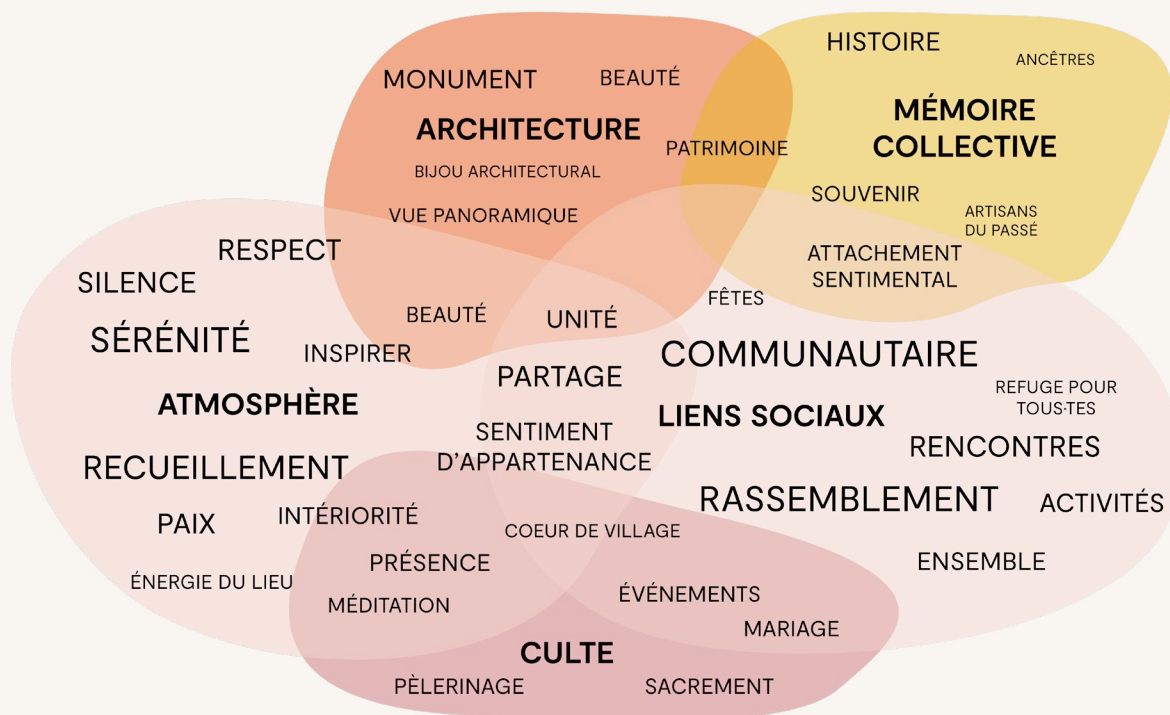 HISTOIRE
ANCÊTRES
MONUMENT
BEAUTÉ
MÉMOIRE
COLLECTIVE
ARCHITECTURE
PATRIMOINE
BIJOU ARCHITECTURAL
SOUVENIR
VUE PANORAMIQUE
ARTISANS
DU PASSÉ
RESPECT
ATTACHEMENT
SENTIMENTAL
SILENCE
FÊTES
BEAUTÉ
UNITÉ
SÉRÉNITÉ
INSPIRER
COMMUNAUTAIRE
PARTAGE
REFUGE POUR
TOUS·TES
ATMOSPHÈRE
LIENS SOCIAUX
SENTIMENT
D'APPARTENANCE
RENCONTRES
RECUEILLEMENT
RASSEMBLEMENT
ACTIVITÉS
PAIX
INTÉRIORITÉ
COEUR DE VILLAGE
PRÉSENCE
ENSEMBLE
ÉNERGIE DU LIEU
MÉDITATION
ÉVÉNEMENTS
MARIAGE
CULTE
PÈLERINAGE
SACREMENT